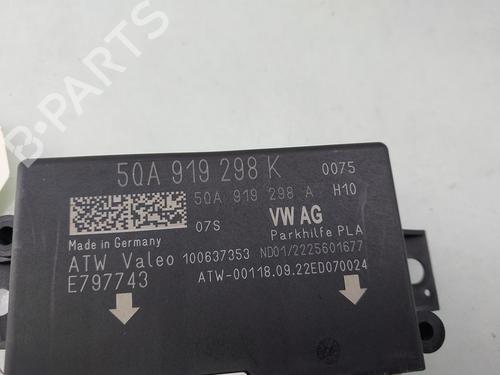 B-PARTS
5QA 919 298 K 0075
5QA 919 298 A H10
07S VW AG
Made in Germany Parkhilfe PLA
ATW Valeo 100637353 ND01/2225601677
E797743 ATW-00118.09.22ED070024